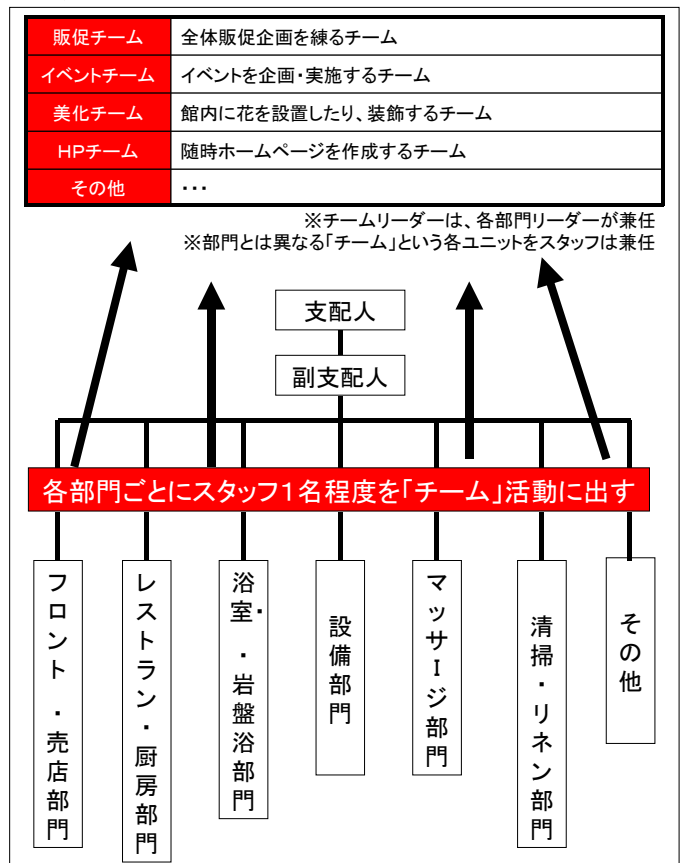 販促チーム 全体販促企画を練るチーム
イベントチーム イベントを企画・実施するチーム
美化チーム 館内に花を設置したり、装飾するチーム
HPチーム 随時ホームページを作成するチーム
その他 ・・・
※チームリーダーは、各部門リーダーが兼任
※部門とは異なる「チーム」という各ユニットをスタッフは兼任
支配人
副支配人
各部門ごとにスタッフ1名程度を「チーム」活動に出す
フロント・売店部門
レストラン・厨房部門
浴室・・岩盤浴部門
設備部門
マッサIジ部門
清掃・リネン部門
その他